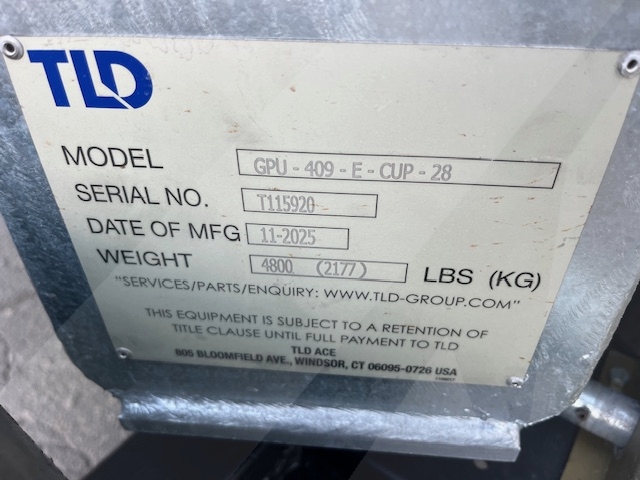 TLD
MODEL GPU - 409 - E - CUP - 28
SERIAL NO. T115920
DATE OF MFG 11-2025
WEIGHT 4800 (2177) LBS (KG)
"SERVICES/PARTS/ENQUIRY: WWW.TLD-GROUP.COM"
THIS EQUIPMENT IS SUBJECT TO A RETENTION OF
TITLE CLAUSE UNTIL FULL PAYMENT TO TLD
TLD ACE
805 BLOOMFIELD AVE., WINDSOR, CT 06095-0726 USA